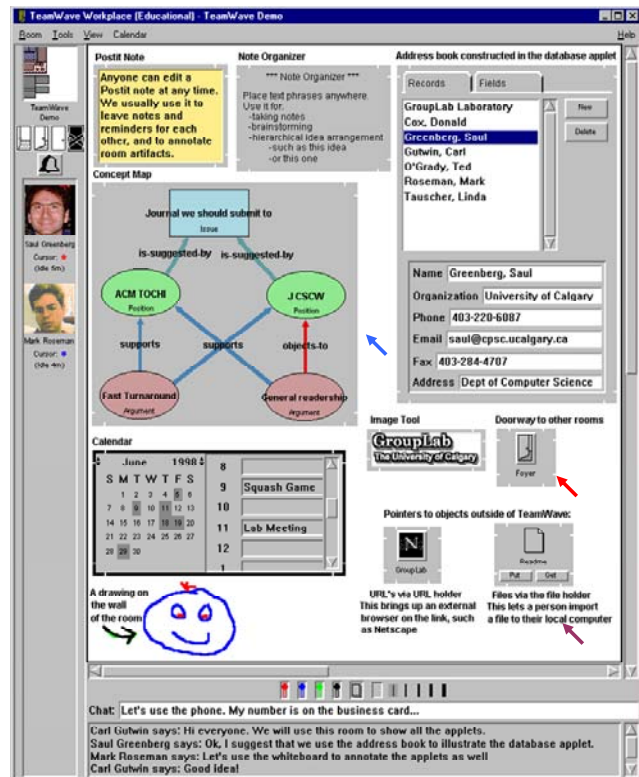 TeamWave Workplace (Educational) - TeamWave Demo
Room Tools View Calendar Help
TeamWave
Demo
Saul Greenberg
Cursor:
(Idle 5m)
Mark Roseman
Cursor:
(Idle 4m)
Postit Note
Anyone can edit a
Postit note at any time.
We usually use it to
leave notes and
reminders for each
other, and to annotate
room artifacts.
Note Organizer
*** Note Organizer ***
Place text phrases anywhere.
Use it for.
-taking notes
-brainstorming
-hierarchical idea arrangement
-such as this idea
-or this one
Address book constructed in the database applet
Records Fields
GroupLab Laboratory
Cox, Donald
Greenberg, Saul
Gutwin, Carl
O'Grady, Ted
Roseman, Mark
Tauscher, Linda
New
Delete
Name Greenberg, Saul
Organization University of Calgary
Phone 403-220-6087
Email saul@cpsc.ucalgary.ca
Fax 403-284-4707
Address Dept of Computer Science
Concept Map
Journal we should submit to
Issue
is-suggested-by is-suggested-by
ACM TOCHI
Position
J CSCW
Position
supports supports objects-to
Fast Turnaround
Argument
General readership
Argument
Image Tool
GroupLab
The University of Calgary
Doorway to other rooms
Foyer
Calendar
June 1998
S M T W T F S
1 2 3 4 5 6
7 8 9 10 11 12 13
14 15 16 17 18 19 20
21 22 23 24 25 26 27
28 29 30
8
9 Squash Game
10
11 Lab Meeting
12
1
Pointers to objects outside of TeamWave:
N
GroupLab
Readme
Put Get
URL's via URL holder
This brings up an external
browser on the link, such
as Netscape
Files via the file holder
This lets a person import
a file to their local computer
A drawing on
the wall
of the room
Chat: Let's use the phone. My number is on the business card...
Carl Gutwin says: Hi everyone. We will use this room to show all the applets.
Saul Greenberg says: Ok, I suggest that we use the address book to illustrate the database applet.
Mark Roseman says: Let's use the whiteboard to annotate the applets as well
Carl Gutwin says: Good idea!